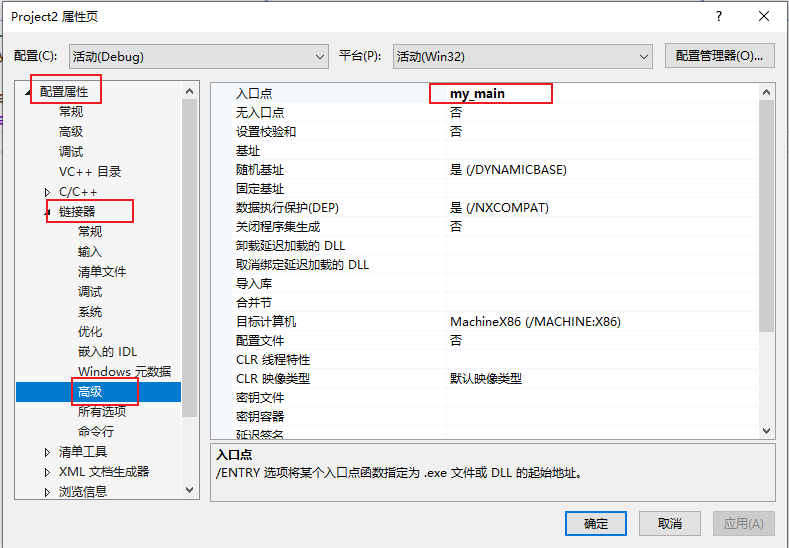 Project2 属性页
?
配置(C): 活动(Debug) 平台(P): 活动(Win32) 配置管理器(O)...
配置属性
常规
高级
调试
VC++ 目录
C/C++
链接器
常规
输入
清单文件
调试
系统
优化
嵌入的 IDL
Windows 元数据
高级
所有选项
命令行
清单工具
XML 文档生成器
浏览信息
入口点 my_main
无入口点 否
设置校验和 否
基址
随机基址 是 (/DYNAMICBASE)
固定基址
数据执行保护(DEP) 是 (/NXCOMPAT)
关闭程序集生成 否
卸载延迟加载的 DLL
取消绑定延迟加载的 DLL
导入库
合并节
目标计算机 MachineX86 (/MACHINE:X86)
配置文件 否
CLR 线程特性
CLR 映像类型 默认映像类型
密钥文件
密钥容器
延迟签名
入口点
/ENTRY 选项将某个入口点函数指定为 .exe 文件或 DLL 的起始地址。
确定 取消 应用(A)